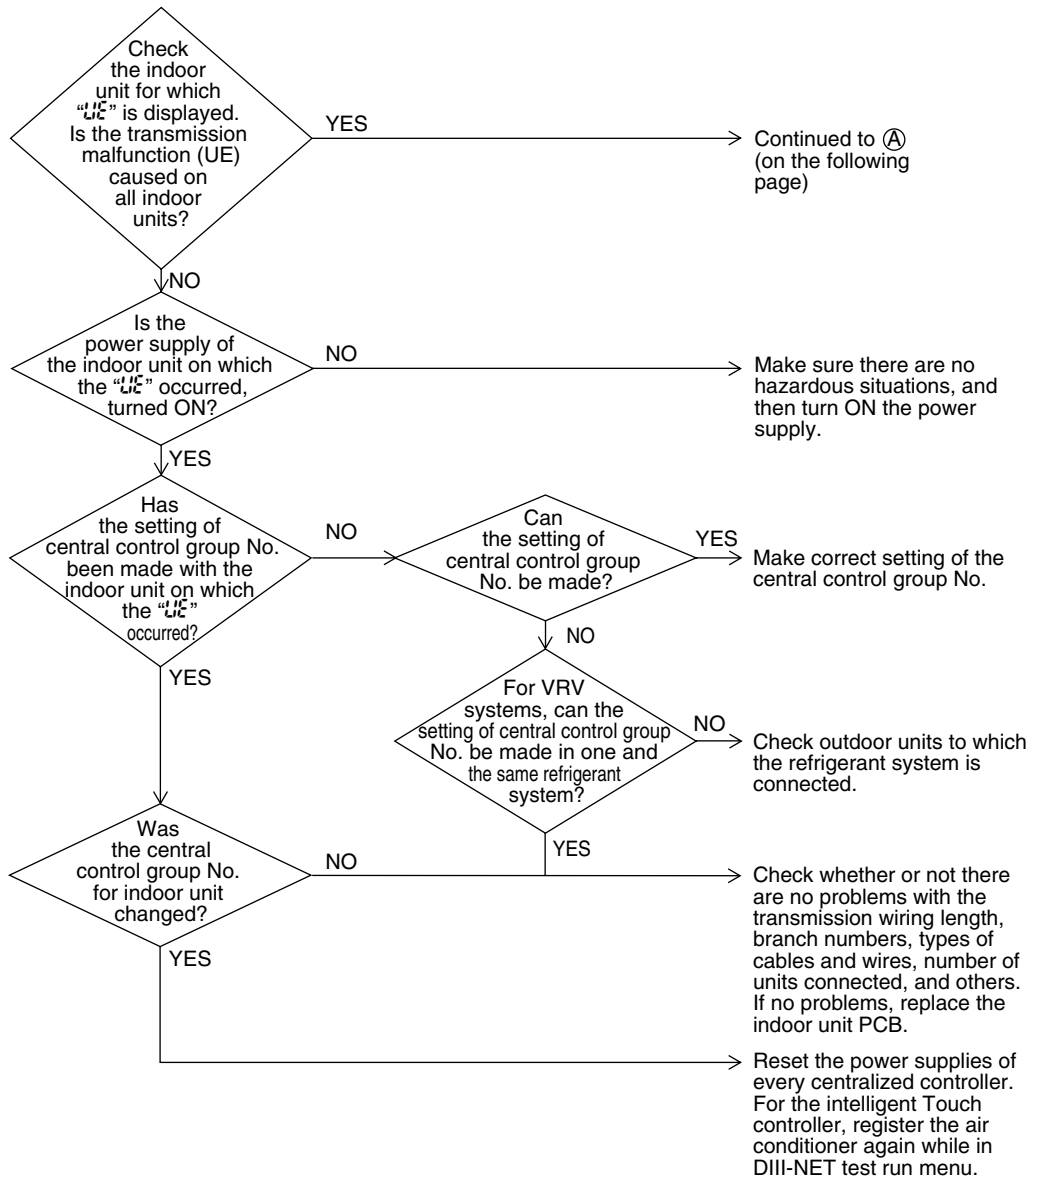 Check
the indoor
unit for which
“UE” is displayed.
Is the transmission
malfunction (UE)
caused on
all indoor
units?
YES
Continued to Ⓐ
(on the following
page)
NO
Is the
power supply of
the indoor unit on which
the “UE” occurred,
turned ON?
NO
Make sure there are no
hazardous situations, and
then turn ON the power
supply.
YES
Has
the setting of
central control group No.
been made with the
indoor unit on which
the “UE”
occurred?
NO
Can
the setting of
central control group
No. be made?
YES
Make correct setting of the
central control group No.
NO
YES
For VRV
systems, can the
setting of central control group
No. be made in one and
the same refrigerant
system?
NO
Check outdoor units to which
the refrigerant system is
connected.
YES
Was
the central
control group No.
for indoor unit
changed?
NO
Check whether or not there
are no problems with the
transmission wiring length,
branch numbers, types of
cables and wires, number of
units connected, and others.
If no problems, replace the
indoor unit PCB.
YES
Reset the power supplies of
every centralized controller.
For the intelligent Touch
controller, register the air
conditioner again while in
DIII-NET test run menu.